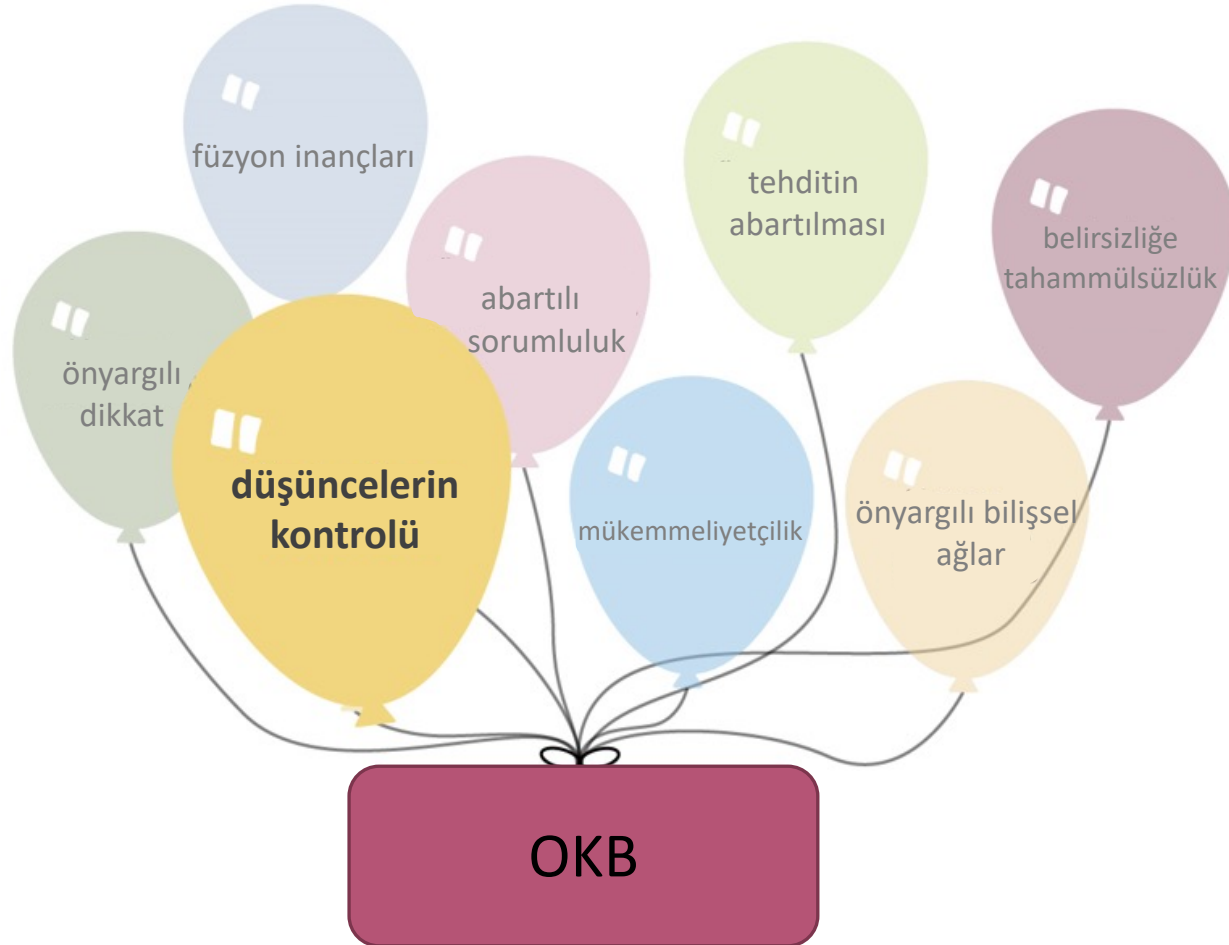 füzyon inançları
tehditin
abartılması
belirsizliğe
tahammülsüzlük
abartılı
sorumluluk
önyargılı
dikkat
düşüncelerin
kontrolü
mükemmeliyetçilik
önyargılı bilişsel
ağlar
OKB